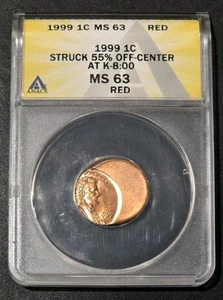 1999 1C MS 63 RED
ANACS
1999 1C
STRUCK 55% OFF-CENTER
AT K-8:00
MS 63
RED